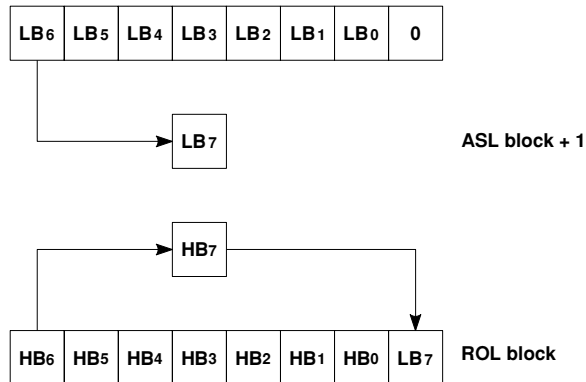 LB6 LB5 LB4 LB3 LB2 LB1 LB0 0
LB7 ASL block + 1
HB7
HB6 HB5 HB4 HB3 HB2 HB1 HB0 LB7 ROL block